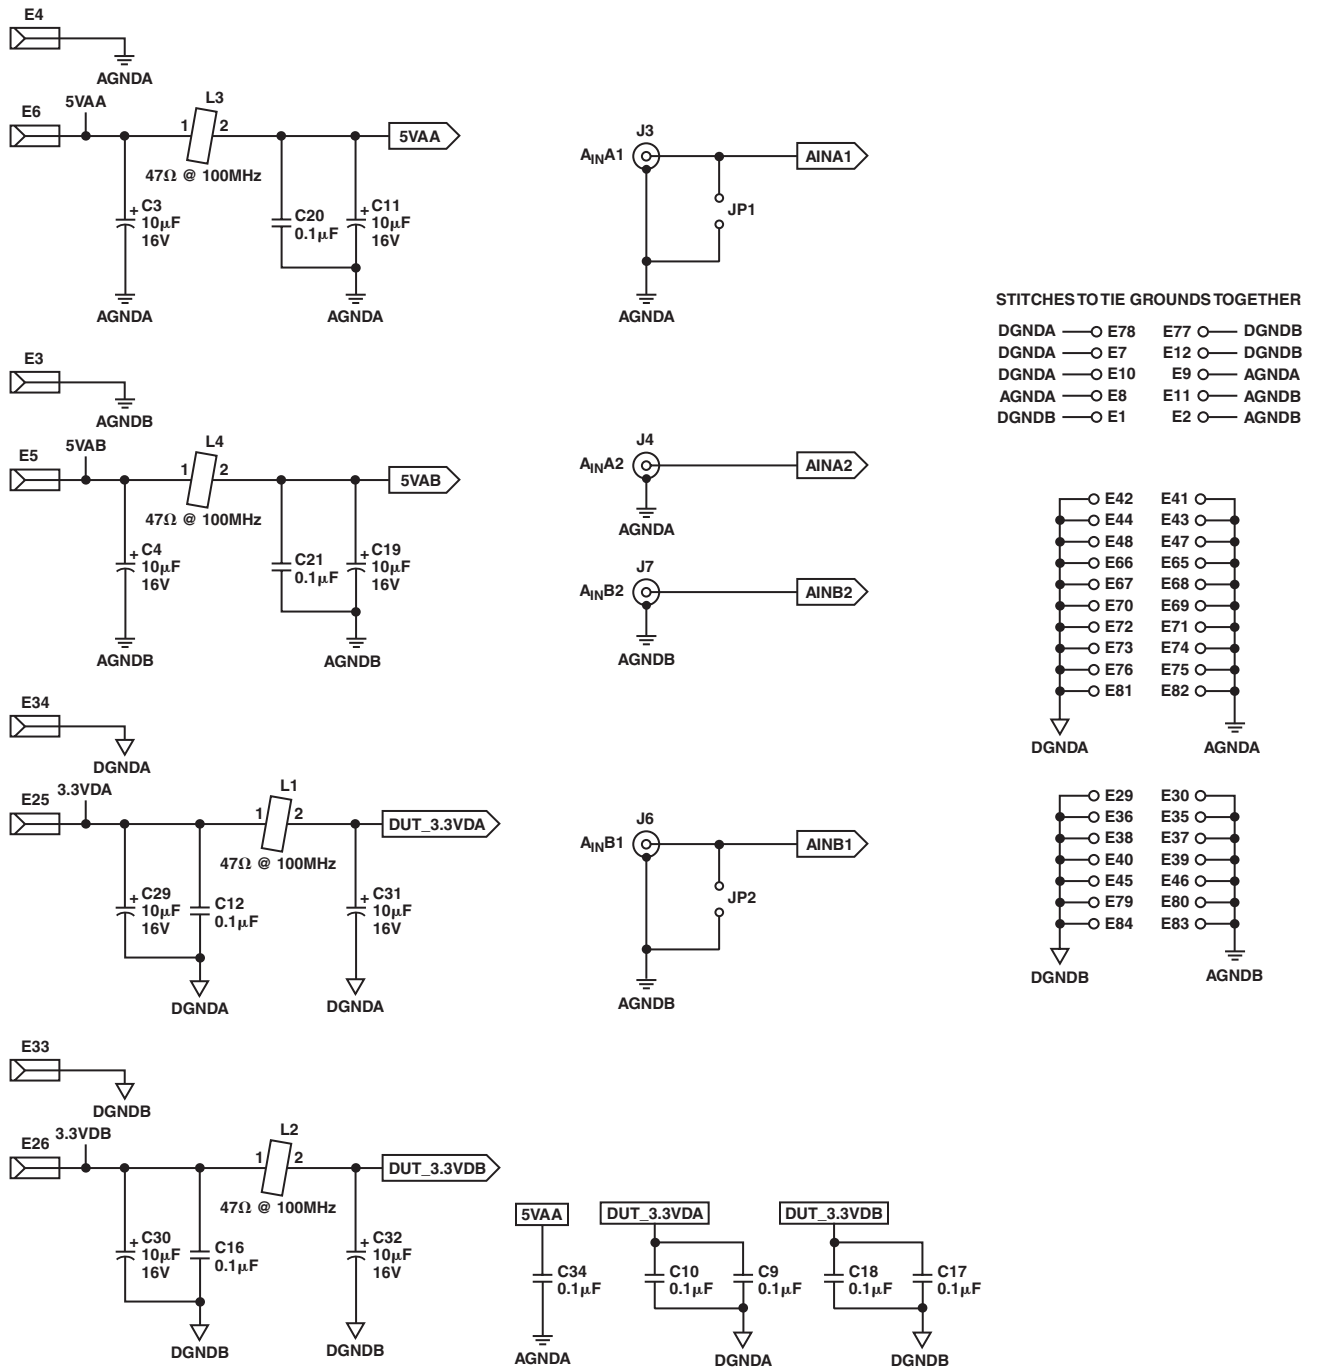 E4
AGNDA
E6
5VAA
L3
1
2
47Ω @ 100MHz
5VAA
+ C3
10μF
16V
C20
0.1μF
+ C11
10μF
16V
AGNDA
AGNDA
E3
AGNDB
E5
5VAB
L4
1
2
47Ω @ 100MHz
5VAB
+ C4
10μF
16V
C21
0.1μF
+ C19
10μF
16V
AGNDB
AGNDB
E34
DGNDA
E25
3.3VDA
L1
1
2
47Ω @ 100MHz
DUT_3.3VDA
+ C29
10μF
16V
C12
0.1μF
+ C31
10μF
16V
DGNDA
DGNDA
E33
DGNDB
E26
3.3VDB
L2
1
2
47Ω @ 100MHz
DUT_3.3VDB
+ C30
10μF
16V
C16
0.1μF
+ C32
10μF
16V
DGNDB
DGNDB
J3
AINA1
AINA1
JP1
AGNDA
J4
AINA2
AINA2
AGNDA
J7
AINB2
AINB2
AGNDB
J6
AINB1
AINB1
JP2
AGNDB
5VAA
C34
0.1μF
AGNDA
DUT_3.3VDA
C10
0.1μF
C9
0.1μF
DGNDA
DUT_3.3VDB
C18
0.1μF
C17
0.1μF
DGNDB
STITCHES TO TIE GROUNDS TOGETHER
DGNDA E78 E77 DGNDB
DGNDA E7 E12 DGNDB
DGNDA E10 E9 AGNDA
AGNDA E8 E11 AGNDB
DGNDB E1 E2 AGNDB
E42 E41
E44 E43
E48 E47
E66 E65
E67 E68
E70 E69
E72 E71
E73 E74
E76 E75
E81 E82
DGNDA AGNDA
E29 E30
E36 E35
E38 E37
E40 E39
E45 E46
E79 E80
E84 E83
DGNDB AGNDB